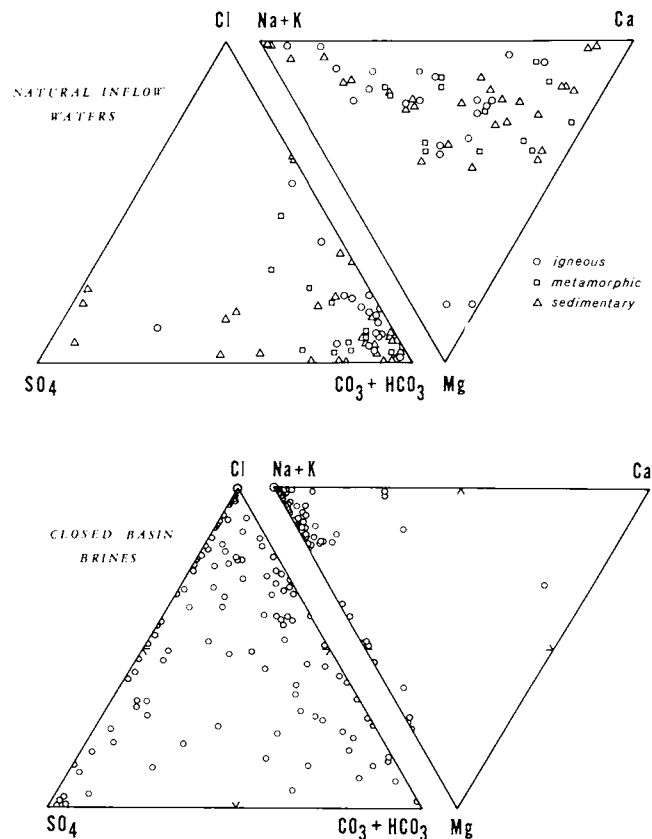 Cl Na+K Ca
NATURAL INFLOW
WATERS
igneous
metamorphic
sedimentary
SO4 CO3 + HCO3 Mg
Cl Na+K Ca
CLOSED BASIN
BRINES
SO4 CO3 + HCO3 Mg